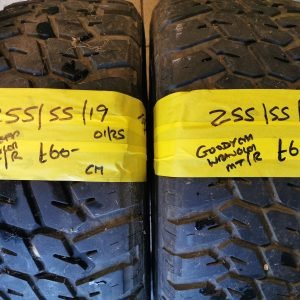 255/55/19
01/25
£60-
CM
255/55/
GOODYEAR
WRANGLER
MT/R
£6